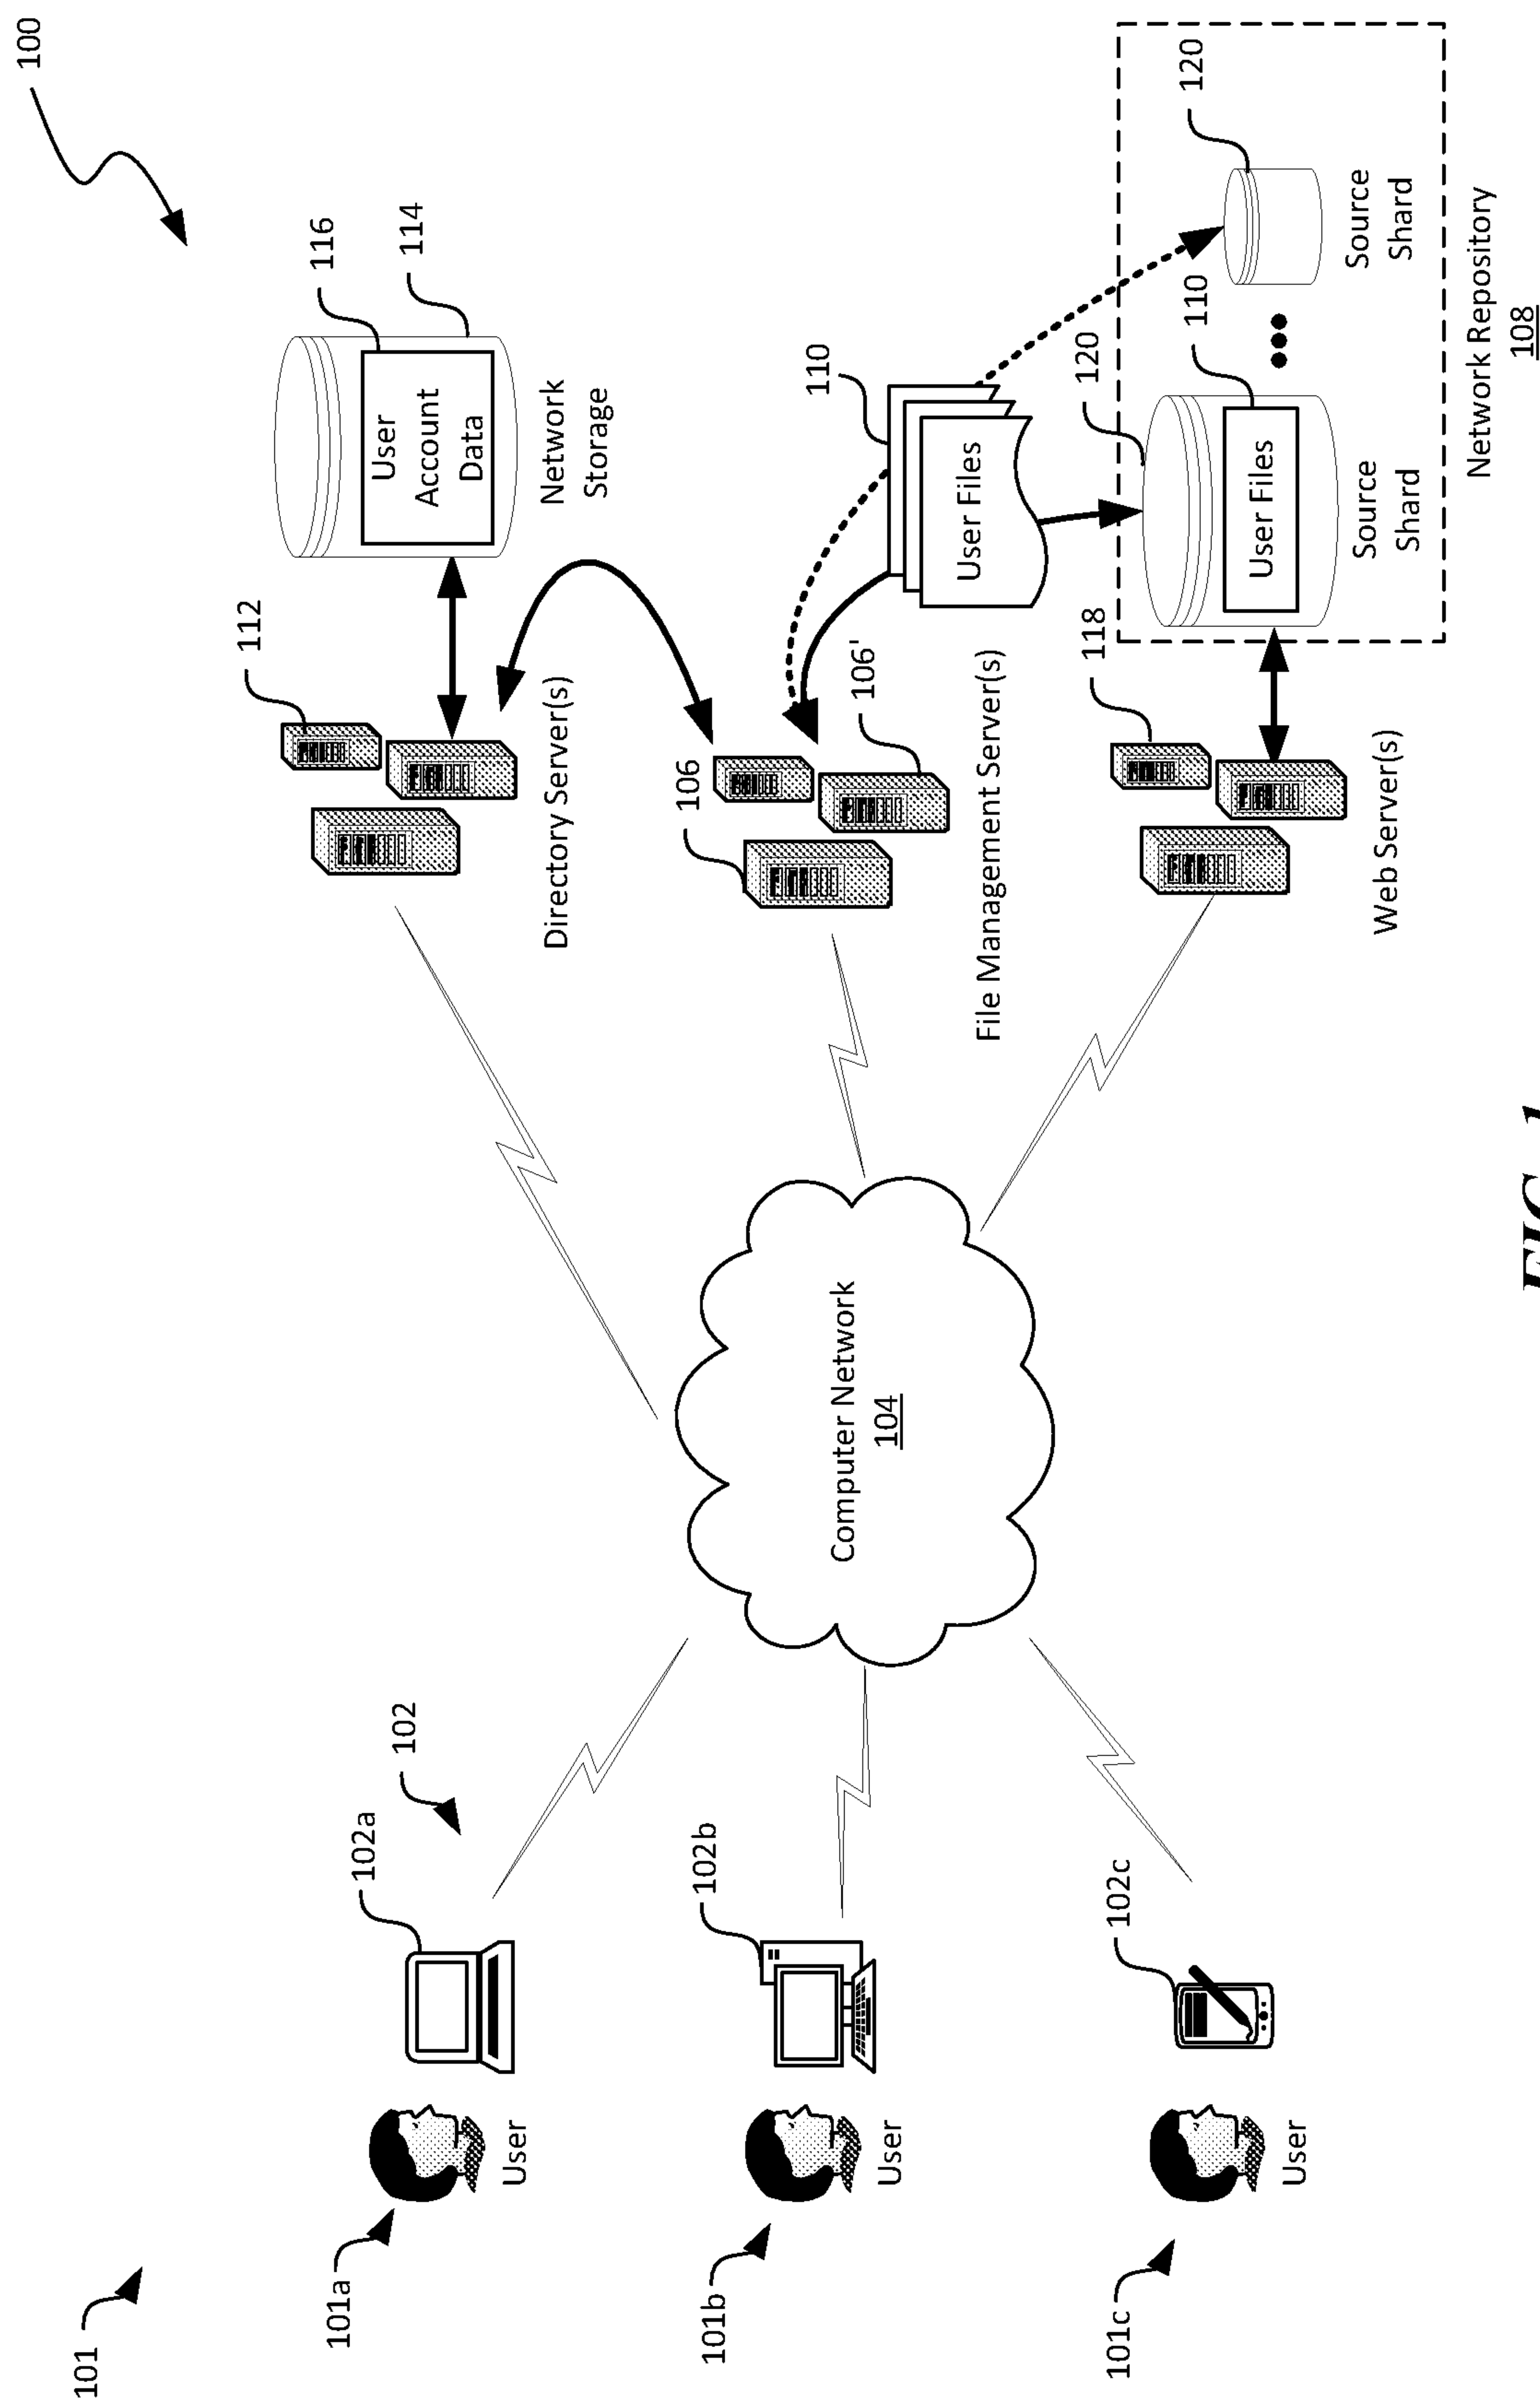 100
101
101a
User
102a
102
101b
User
102b
101c
User
102c
Computer Network
104
112
Directory Server(s)
116
114
User
Account
Data
Network
Storage
106
106'
File Management Server(s)
110
User Files
118
Web Server(s)
120
110
User Files
Source
Shard
120
Source
Shard
Network Repository
108